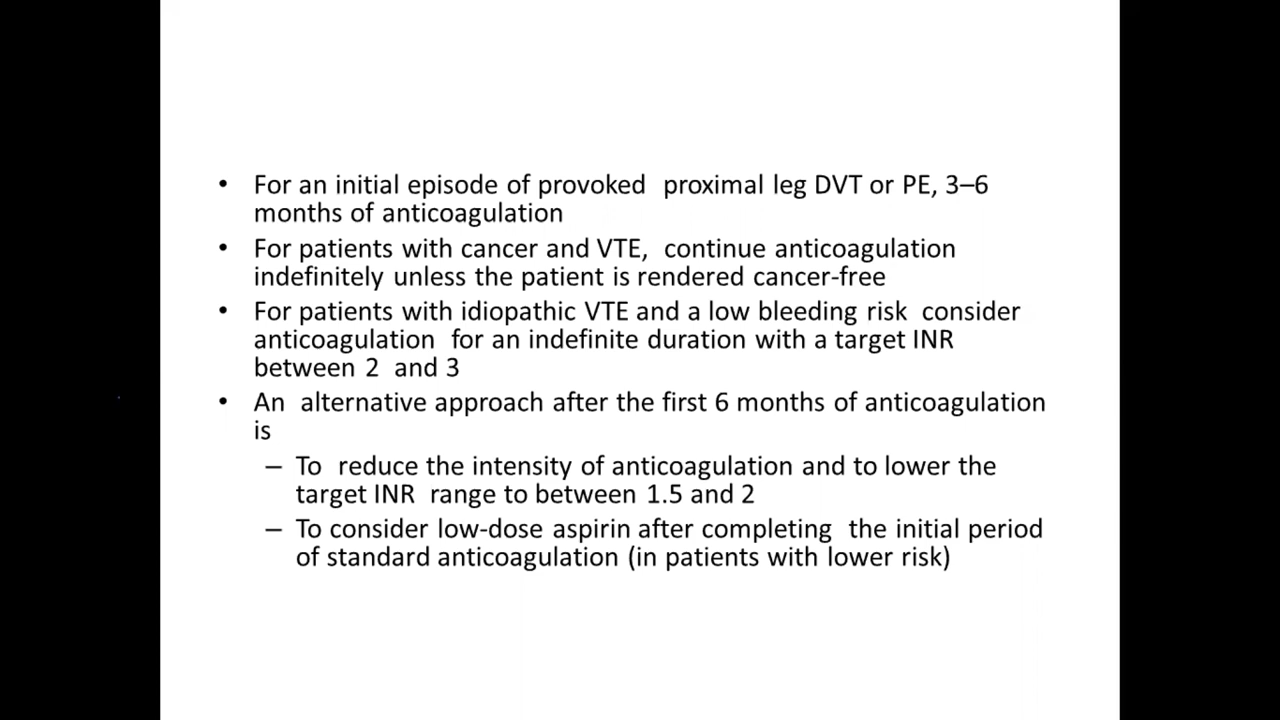 • For an initial episode of provoked proximal leg DVT or PE, 3–6
months of anticoagulation
• For patients with cancer and VTE, continue anticoagulation
indefinitely unless the patient is rendered cancer-free
• For patients with idiopathic VTE and a low bleeding risk consider
anticoagulation for an indefinite duration with a target INR
between 2 and 3
• An alternative approach after the first 6 months of anticoagulation
is
– To reduce the intensity of anticoagulation and to lower the
target INR range to between 1.5 and 2
– To consider low-dose aspirin after completing the initial period
of standard anticoagulation (in patients with lower risk)